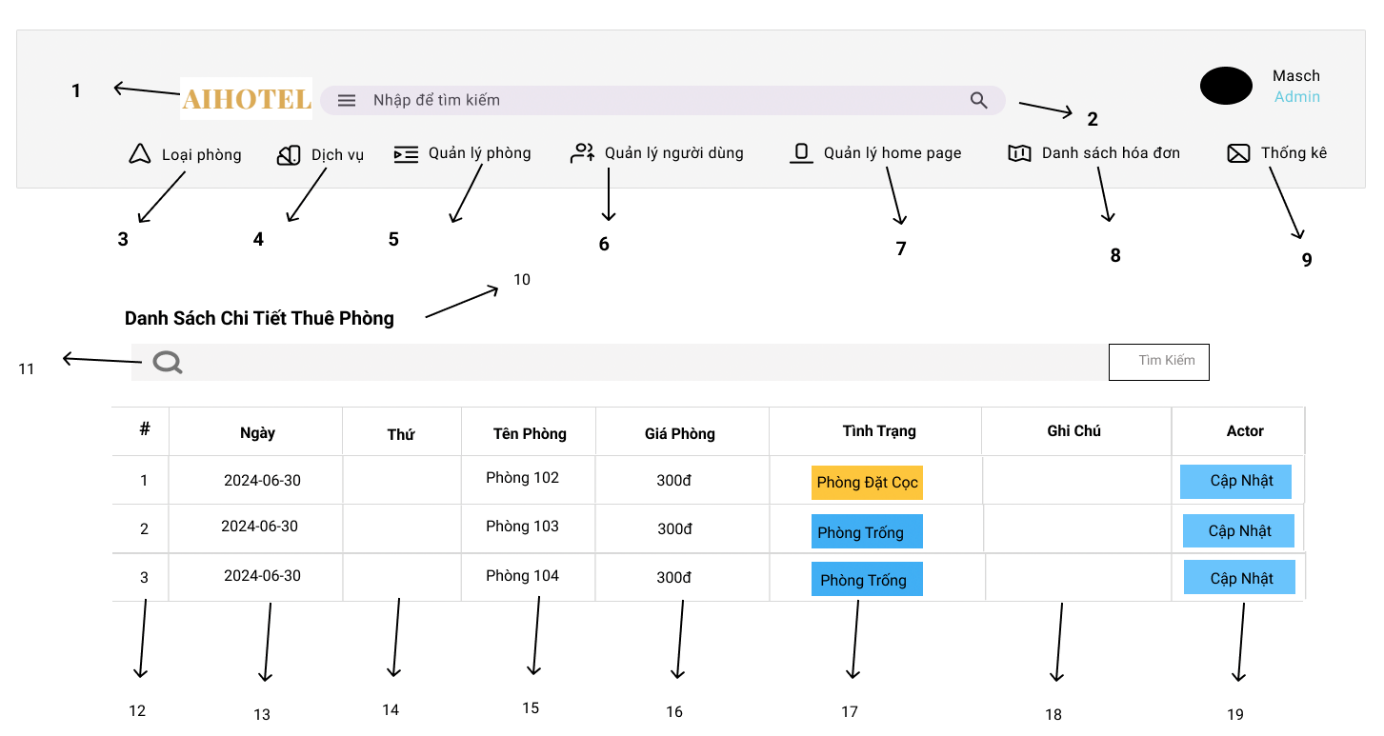 1
AIHOTEL
Nhập để tìm kiếm
2
Masch
Admin
Loại phòng
Dịch vụ
Quản lý phòng
Quản lý người dùng
Quản lý home page
Danh sách hóa đơn
Thống kê
3
4
5
6
7
8
9
10
Danh Sách Chi Tiết Thuê Phòng
11
Tìm Kiếm
# Ngày Thứ Tên Phòng Giá Phòng Tình Trạng Ghi Chú Actor
1 2024-06-30 Phòng 102 300đ Phòng Đặt Cọc Cập Nhật
2 2024-06-30 Phòng 103 300đ Phòng Trống Cập Nhật
3 2024-06-30 Phòng 104 300đ Phòng Trống Cập Nhật
12 13 14 15 16 17 18 19